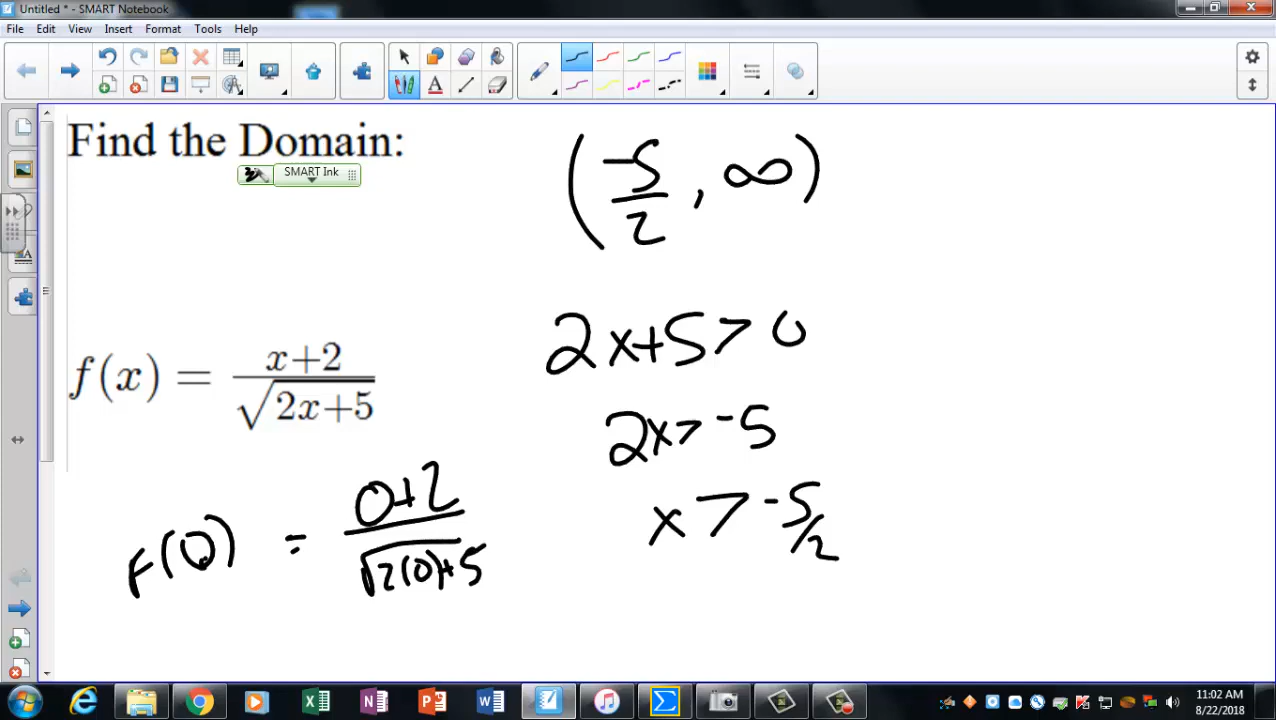 Untitled * - SMART Notebook
File Edit View Insert Format Tools Help
Find the Domain:
SMART Ink
(-5/2, ∞)
2x+5 > 0
f(x) = x+2 / √2x+5
2x > -5
x > -5/2
f(0) = 0+2 / √2(0)+5
11:02 AM
8/22/2018